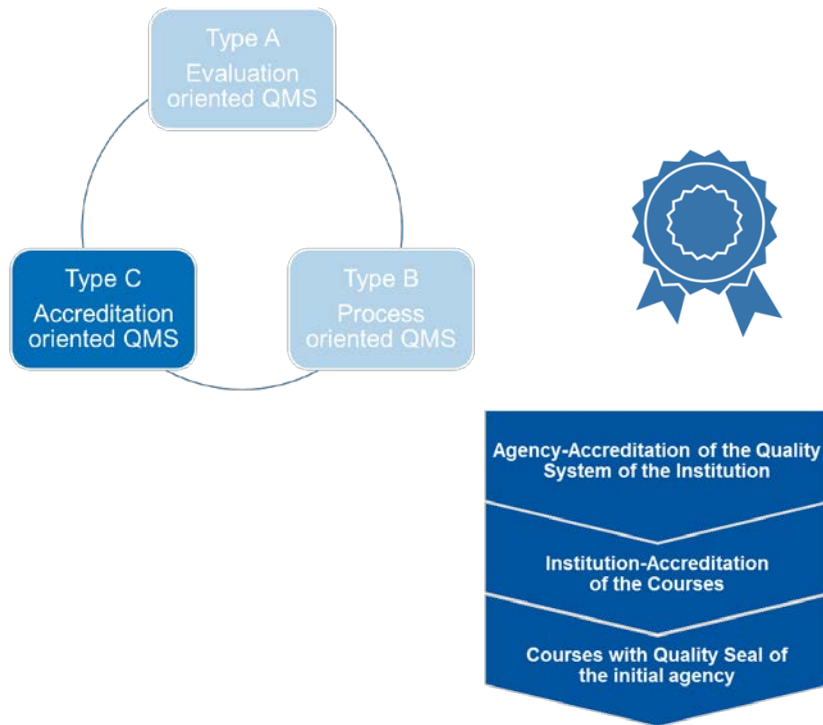 Type A
Evaluation
oriented QMS
Type C
Accreditation
oriented QMS
Type B
Process
oriented QMS
Agency-Accreditation of the Quality
System of the Institution
Institution-Accreditation
of the Courses
Courses with Quality Seal of
the initial agency